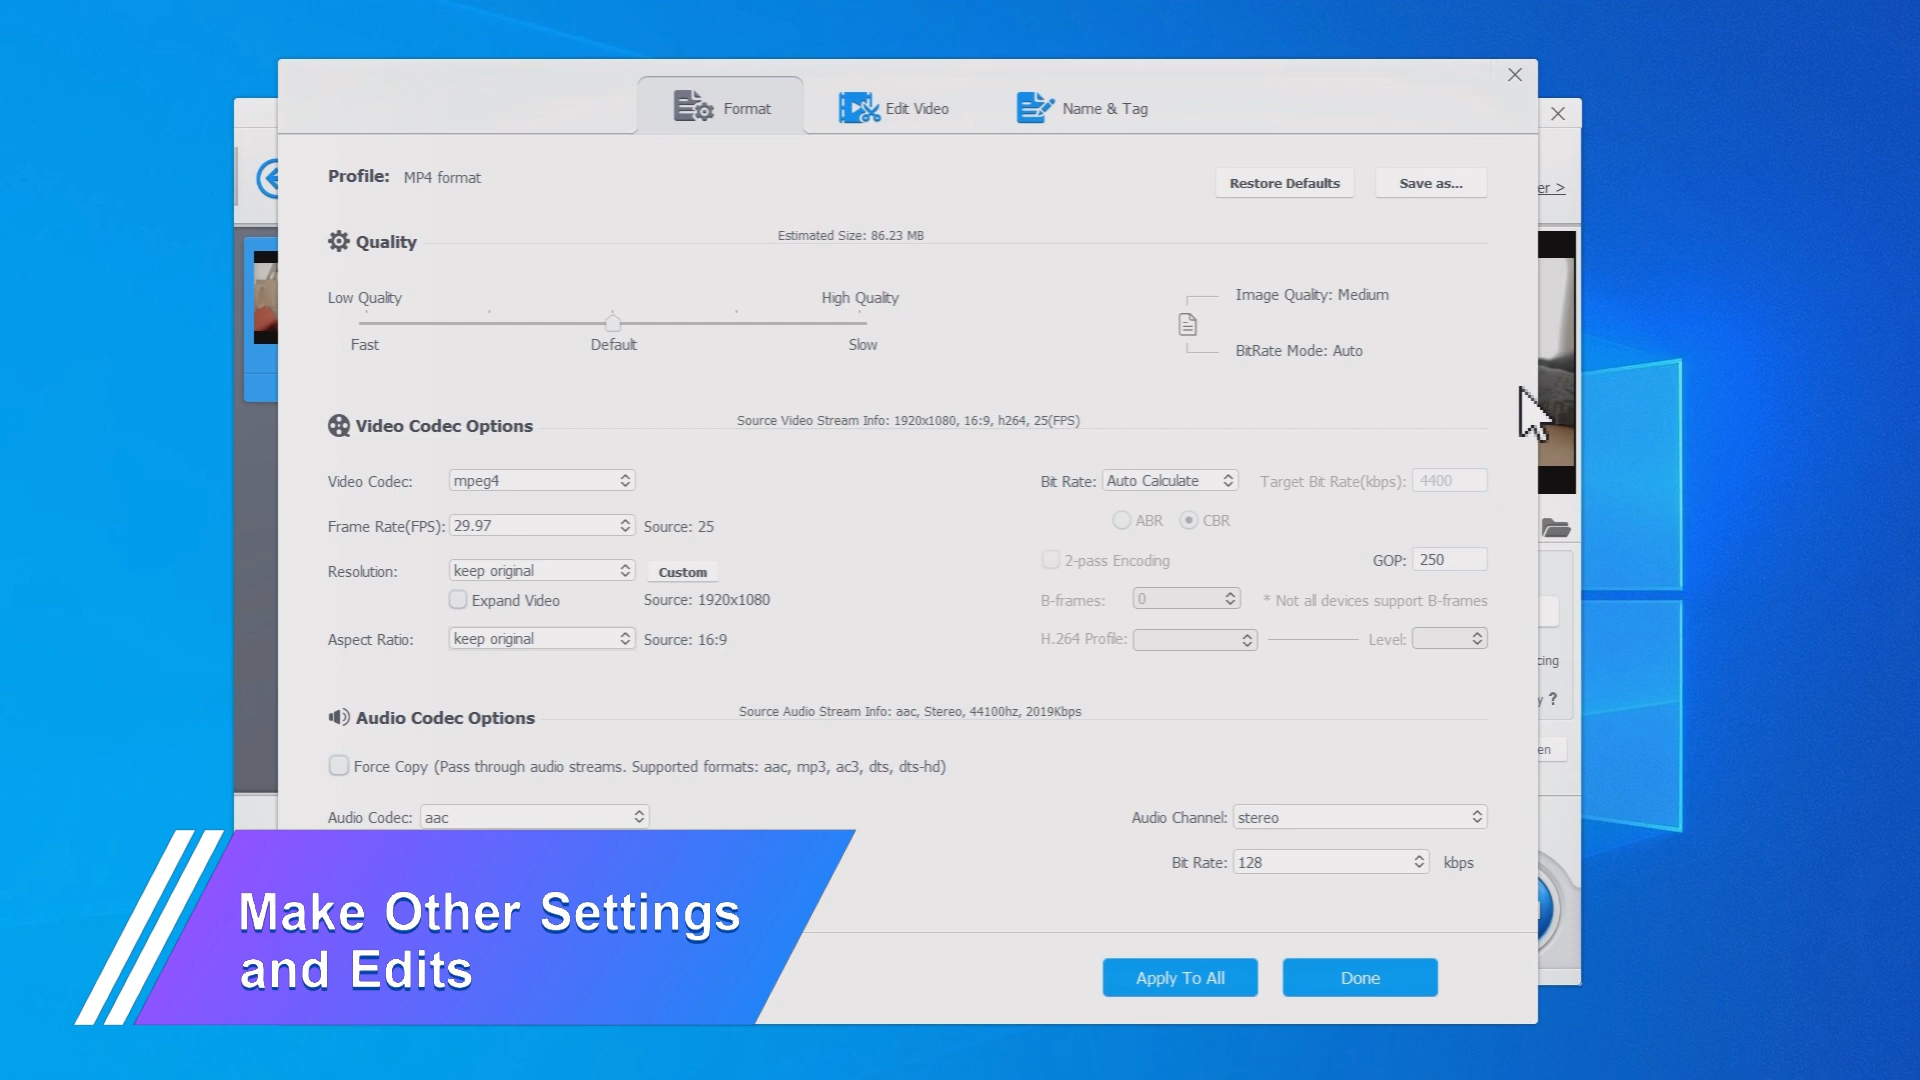 Format
Edit Video
Name & Tag
Profile: MP4 format
Restore Defaults
Save as...
er >
Quality
Estimated Size: 86.23 MB
Low Quality
High Quality
Fast
Default
Slow
Image Quality: Medium
BitRate Mode: Auto
Video Codec Options
Source Video Stream Info: 1920x1080, 16:9, h264, 25(FPS)
Video Codec: mpeg4
Bit Rate: Auto Calculate
Target Bit Rate(kbps): 4400
Frame Rate(FPS): 29.97
Source: 25
ABR
CBR
Resolution: keep original
Custom
2-pass Encoding
GOP: 250
Expand Video
Source: 1920x1080
B-frames: 0
* Not all devices support B-frames
Aspect Ratio: keep original
Source: 16:9
H.264 Profile:
Level:
cing
y ?
Audio Codec Options
Source Audio Stream Info: aac, Stereo, 44100hz, 2019Kbps
en
Force Copy (Pass through audio streams. Supported formats: aac, mp3, ac3, dts, dts-hd)
Audio Codec: aac
Audio Channel: stereo
Bit Rate: 128 kbps
Make Other Settings
and Edits
Apply To All
Done